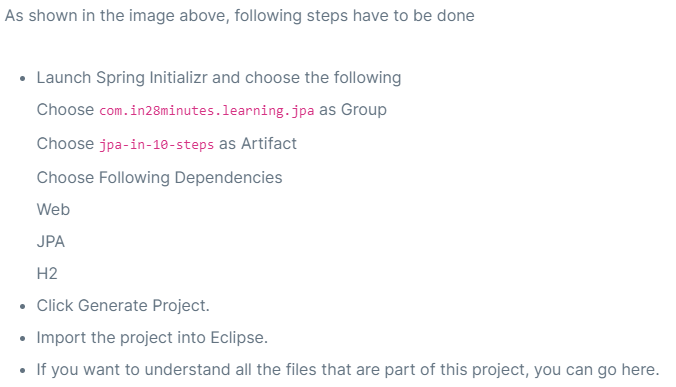 As shown in the image above, following steps have to be done
• Launch Spring Initializr and choose the following
Choose com.in28minutes.learning.jpa as Group
Choose jpa-in-10-steps as Artifact
Choose Following Dependencies
Web
JPA
H2
• Click Generate Project.
• Import the project into Eclipse.
• If you want to understand all the files that are part of this project, you can go here.